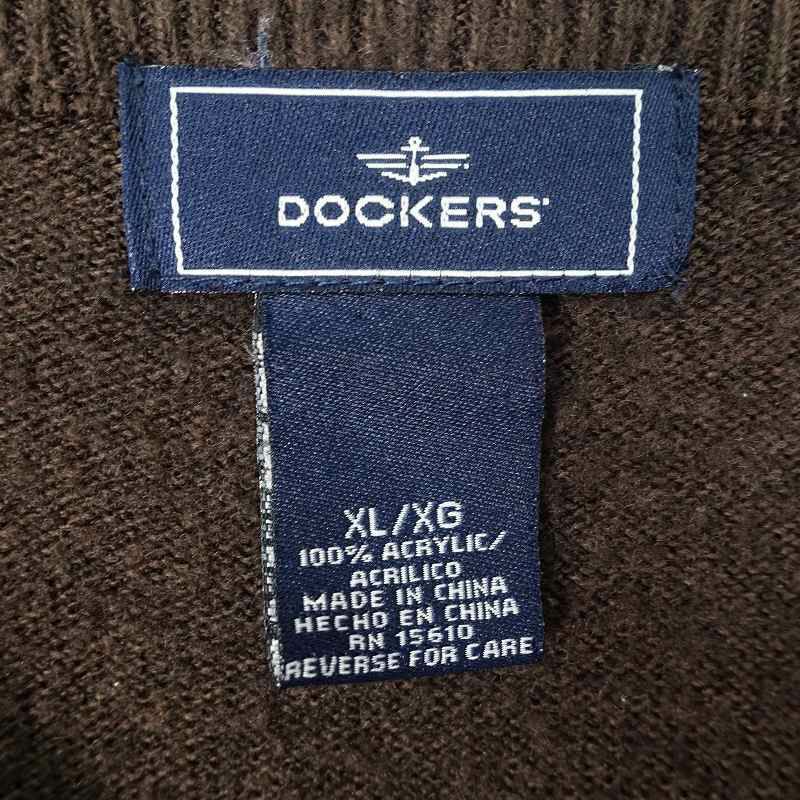 DOCKERS
XL/XG
100% ACRYLIC/
ACRILICO
MADE IN CHINA
HECHO EN CHINA
RN 15610
REVERSE FOR CARE